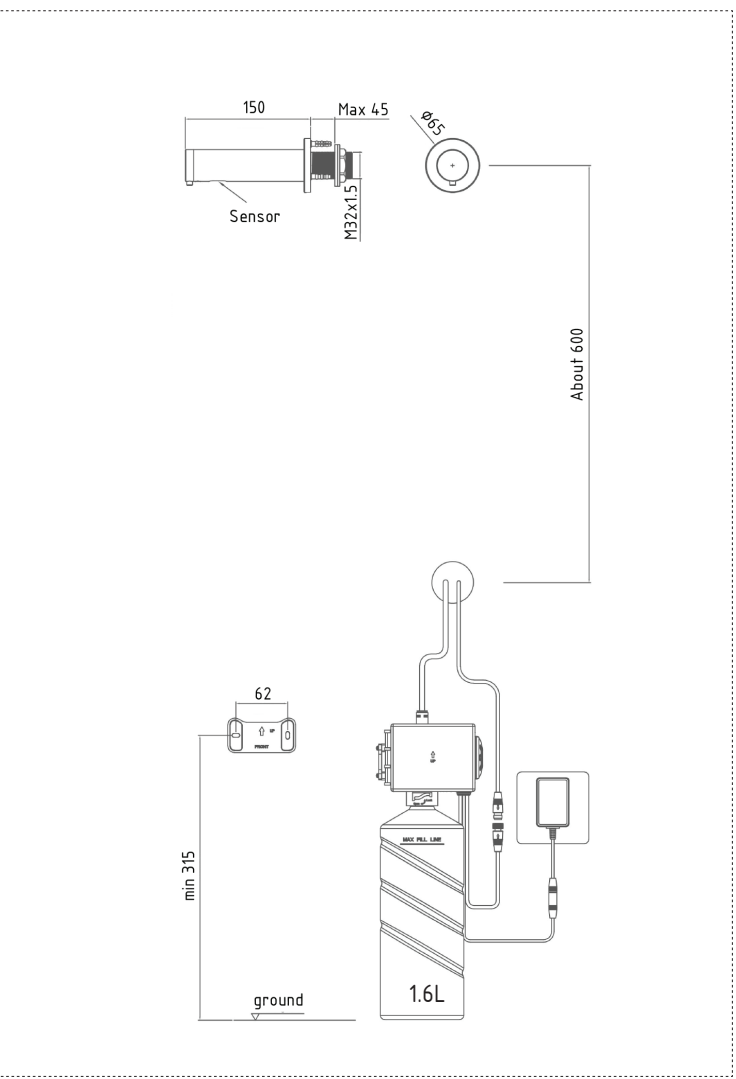 150
Max 45
Φ65
Sensor
M32x1.5
About 600
62
UP
FRONT
UP
MAX FILL LINE
min 315
1.6L
ground